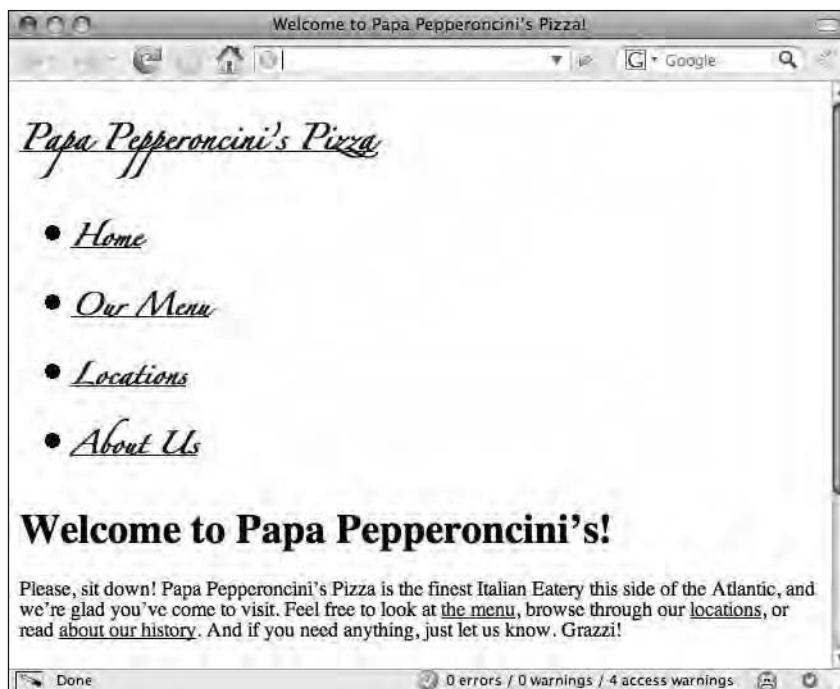 Welcome to Papa Pepperoncini's Pizza!
G Google
Papa Pepperoncini's Pizza
• Home
• Our Menu
• Locations
• About Us
Welcome to Papa Pepperoncini's!
Please, sit down! Papa Pepperoncini's Pizza is the finest Italian Eatery this side of the Atlantic, and
we're glad you've come to visit. Feel free to look at the menu, browse through our locations, or
read about our history. And if you need anything, just let us know. Grazzi!
Done
0 errors / 0 warnings / 4 access warnings